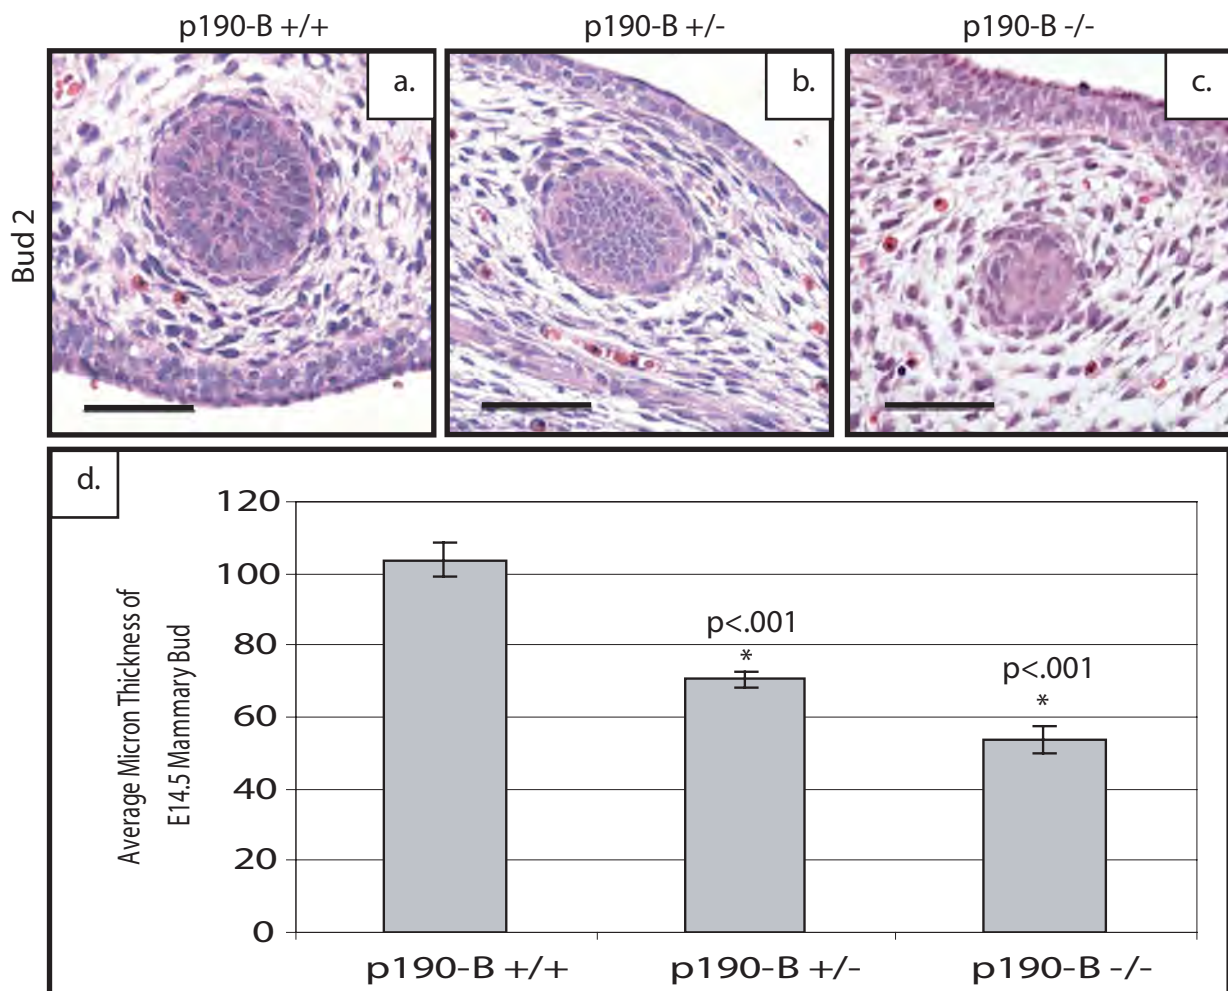 p190-B +/+ p190-B +/- p190-B -/-
Bud 2
a. b. c.
d.
Average Micron Thickness of
E14.5 Mammary Bud
120
100
80
60
40
20
0
p<.001
*
p<.001
*
p190-B +/+ p190-B +/- p190-B -/-